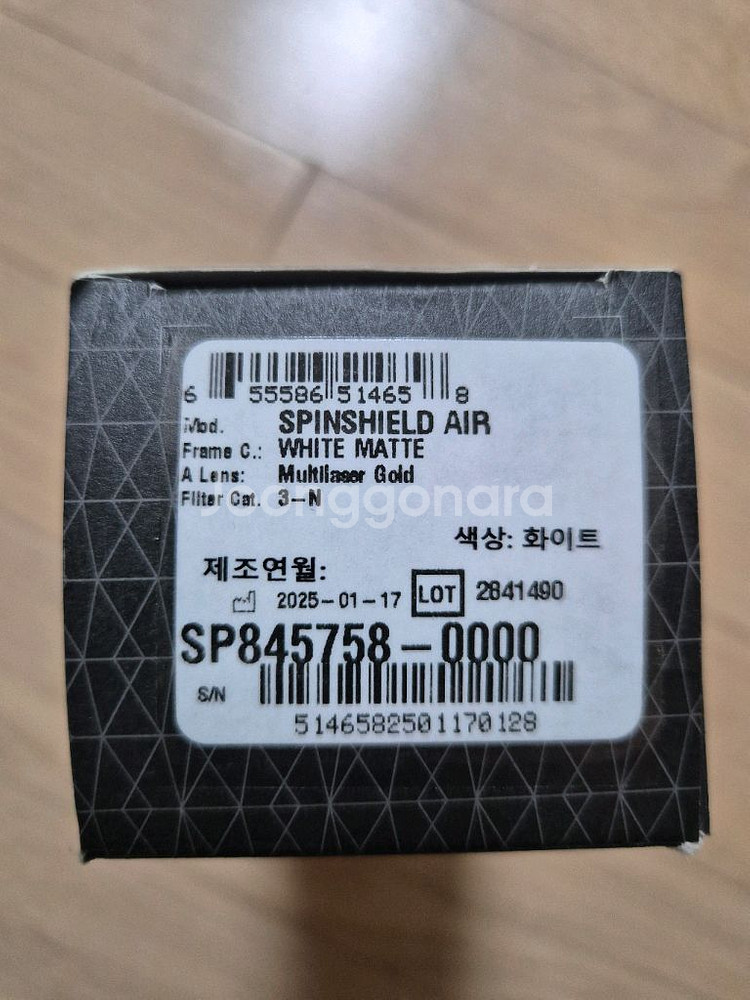 6 55586 51465 8
Mod. SPINSHIELD AIR
Frame C.: WHITE MATTE
A Lens: Multilaser Gold
Filter Cat. 3-N
Joonggonara
색상: 화이트
제조연월:
2025-01-17 LOT 2841490
SP845758-0000
S/N
5146582501170128